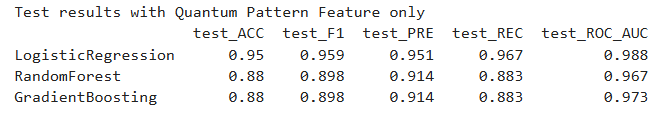 Test results with Quantum Pattern Feature only
test_ACC test_F1 test_PRE test_REC test_ROC_AUC
LogisticRegression 0.95 0.959 0.951 0.967 0.988
RandomForest 0.88 0.898 0.914 0.883 0.967
GradientBoosting 0.88 0.898 0.914 0.883 0.973